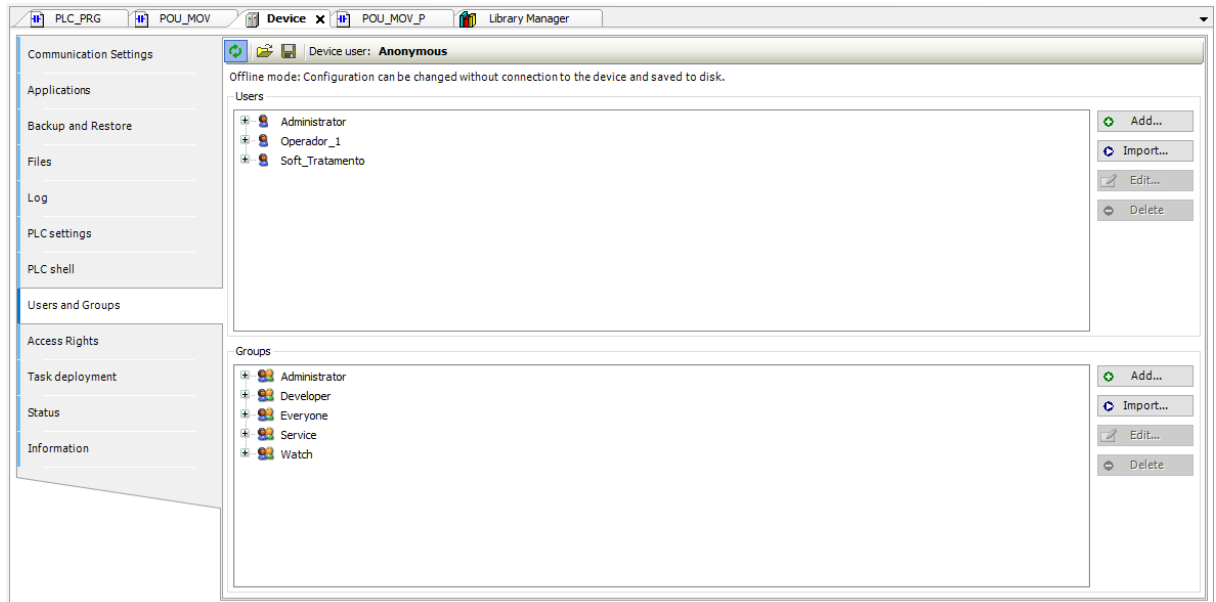 PLC_PRG POU_MOV Device POU_MOV_P Library Manager
Communication Settings
Applications
Backup and Restore
Files
Log
PLC settings
PLC shell
Users and Groups
Access Rights
Task deployment
Status
Information
Device user: Anonymous
Offline mode: Configuration can be changed without connection to the device and saved to disk.
Users
Administrator
Operador_1
Soft_Tratamento
Add...
Import...
Edit...
Delete
Groups
Administrator
Developer
Everyone
Service
Watch
Add...
Import...
Edit...
Delete